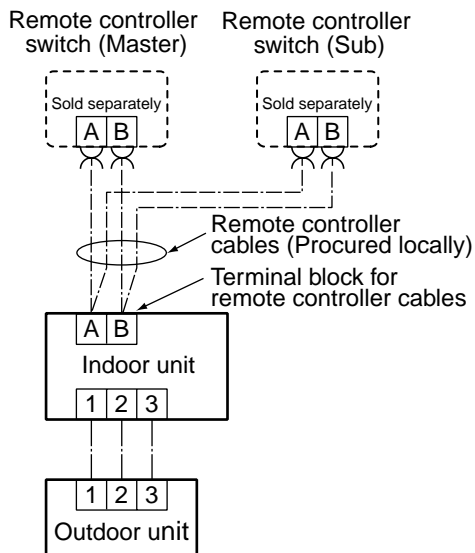 Remote controller
switch (Master)
Remote controller
switch (Sub)
Sold separately
Sold separately
A B
A B
Remote controller
cables (Procured locally)
Terminal block for
remote controller cables
A B
Indoor unit
1 2 3
1 2 3
Outdoor unit